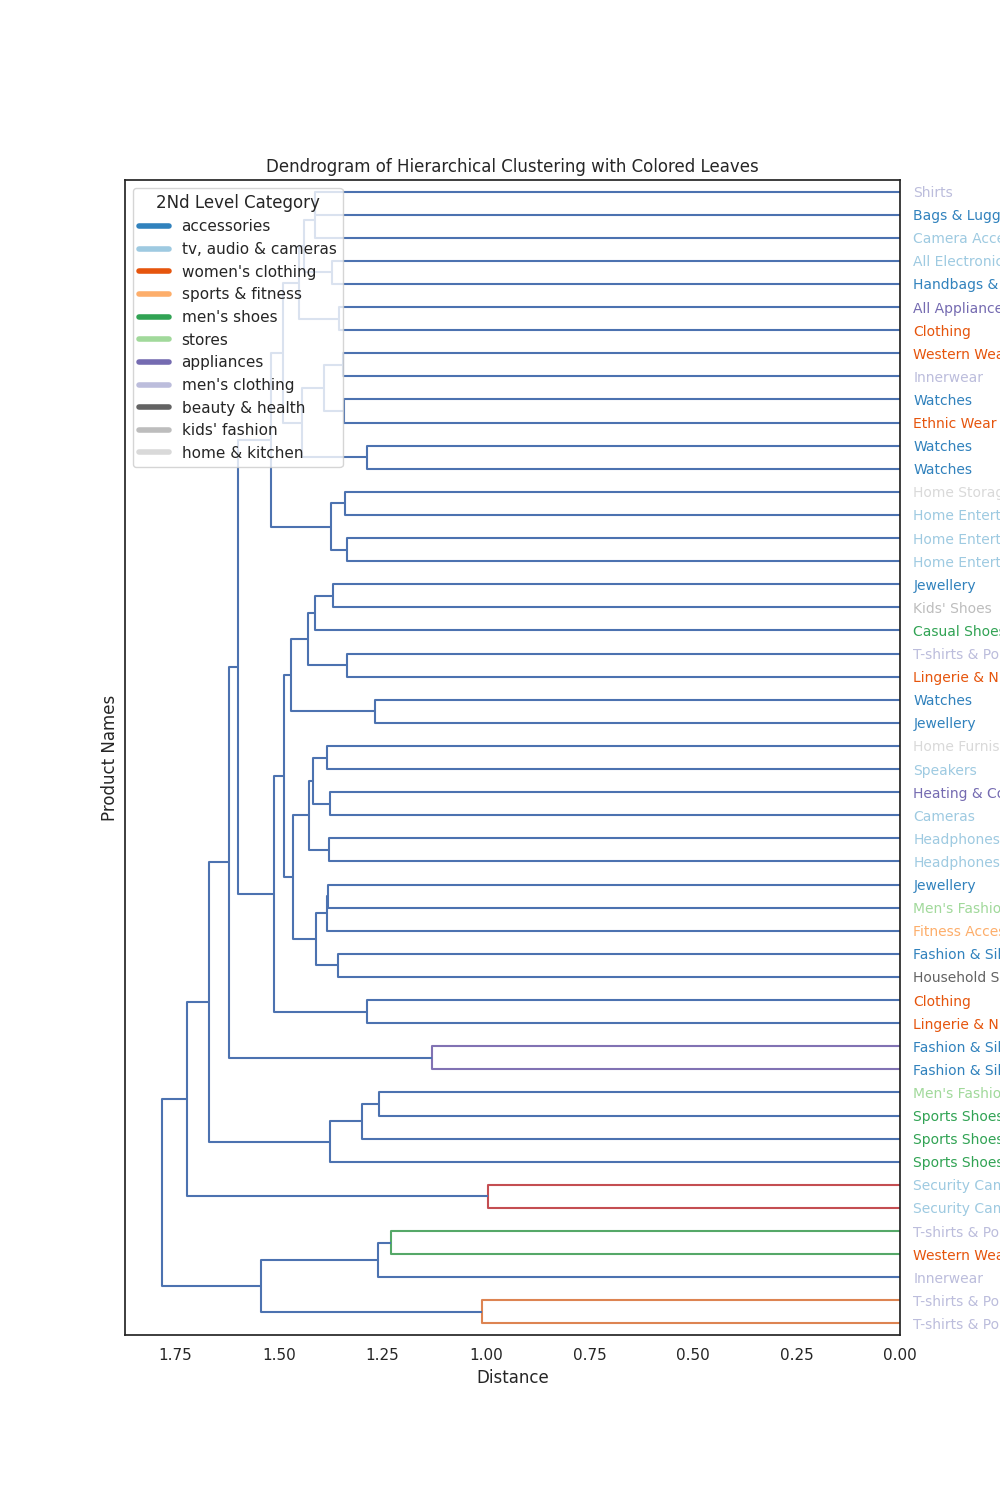 Dendrogram of Hierarchical Clustering with Colored Leaves
2Nd Level Category
accessories
tv, audio & cameras
women's clothing
sports & fitness
men's shoes
stores
appliances
men's clothing
beauty & health
kids' fashion
home & kitchen
Shirts
Bags & Lugg
Camera Acce
All Electronic
Handbags &
All Appliance
Clothing
Western Wea
Innerwear
Watches
Ethnic Wear
Watches
Watches
Home Storag
Home Entert
Home Entert
Home Entert
Jewellery
Kids' Shoes
Casual Shoes
T-shirts & Po
Lingerie & N
Watches
Jewellery
Home Furnis
Speakers
Heating & Co
Cameras
Headphones
Headphones
Jewellery
Men's Fashio
Fitness Acces
Fashion & Sil
Household S
Clothing
Lingerie & N
Fashion & Sil
Fashion & Sil
Men's Fashio
Sports Shoes
Sports Shoes
Sports Shoes
Security Cam
Security Cam
T-shirts & Po
Western Wea
Innerwear
T-shirts & Po
T-shirts & Po
Product Names
1.75 1.50 1.25 1.00 0.75 0.50 0.25 0.00
Distance